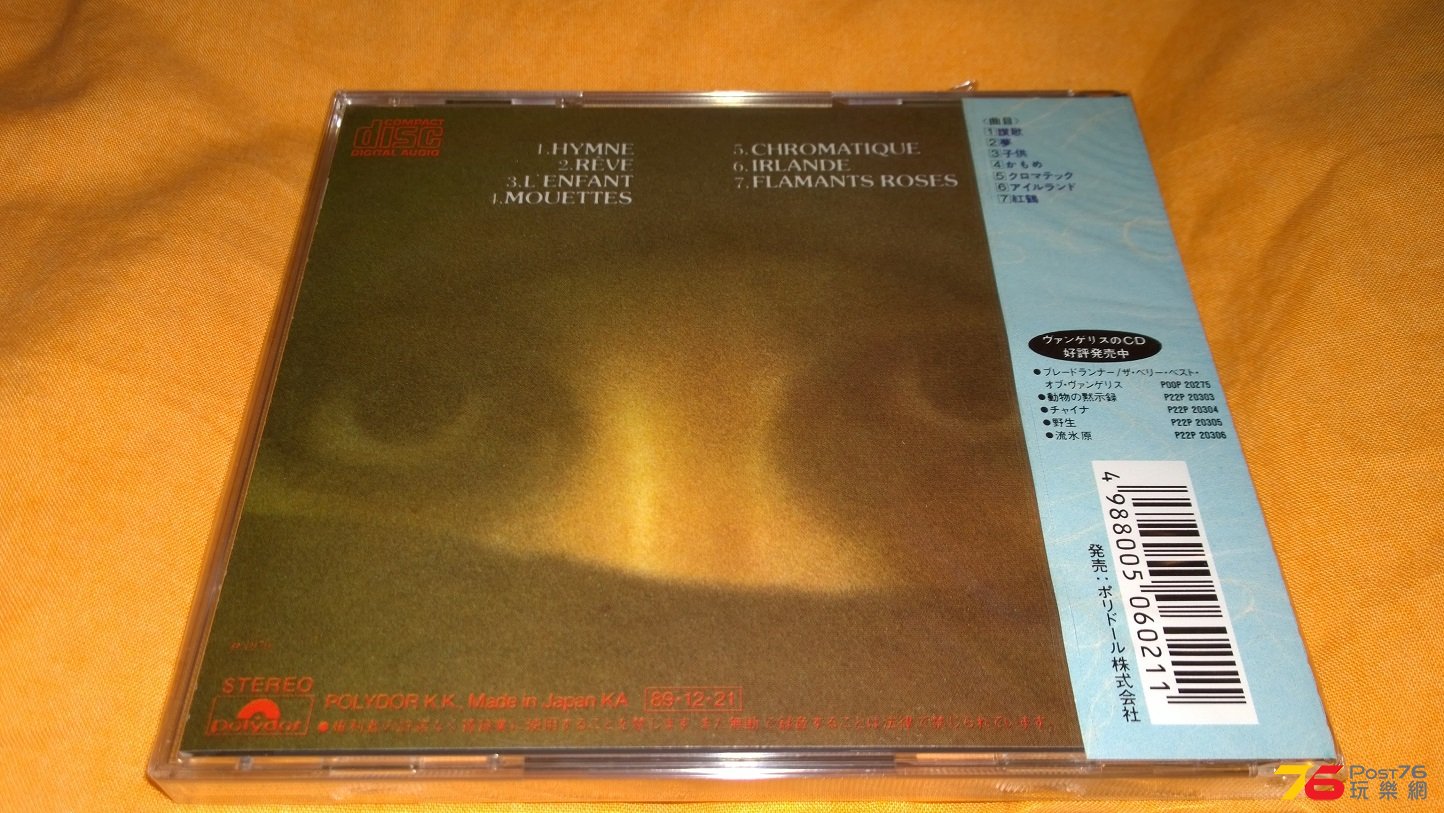 COMPACT
disc
DIGITAL AUDIO
1.HYMNE
2.RÊVE
3.L'ENFANT
4.MOUETTES
5.CHROMATIQUE
6.IRLANDE
7.FLAMANTS ROSES
STEREO
polydor
POLYDOR K.K. Made in Japan KA 89·12·21
〈曲目〉
1 讃歌
2 夢
3 子供
4 かもめ
5 クロマテック
6 アイルランド
7 紅鶴
ヴァンゲリスのCD
好評発売中
●ブレードランナー/ザ・ベリー・ベスト・
オブ・ヴァンゲリス P00P 20275
●動物の黙示録 P22P 20303
●チャイナ P22P 20304
●野生 P22P 20305
●流氷原 P22P 20306
4 988005 060211
発売:ポリドール株式会社
76 Post76
玩樂網